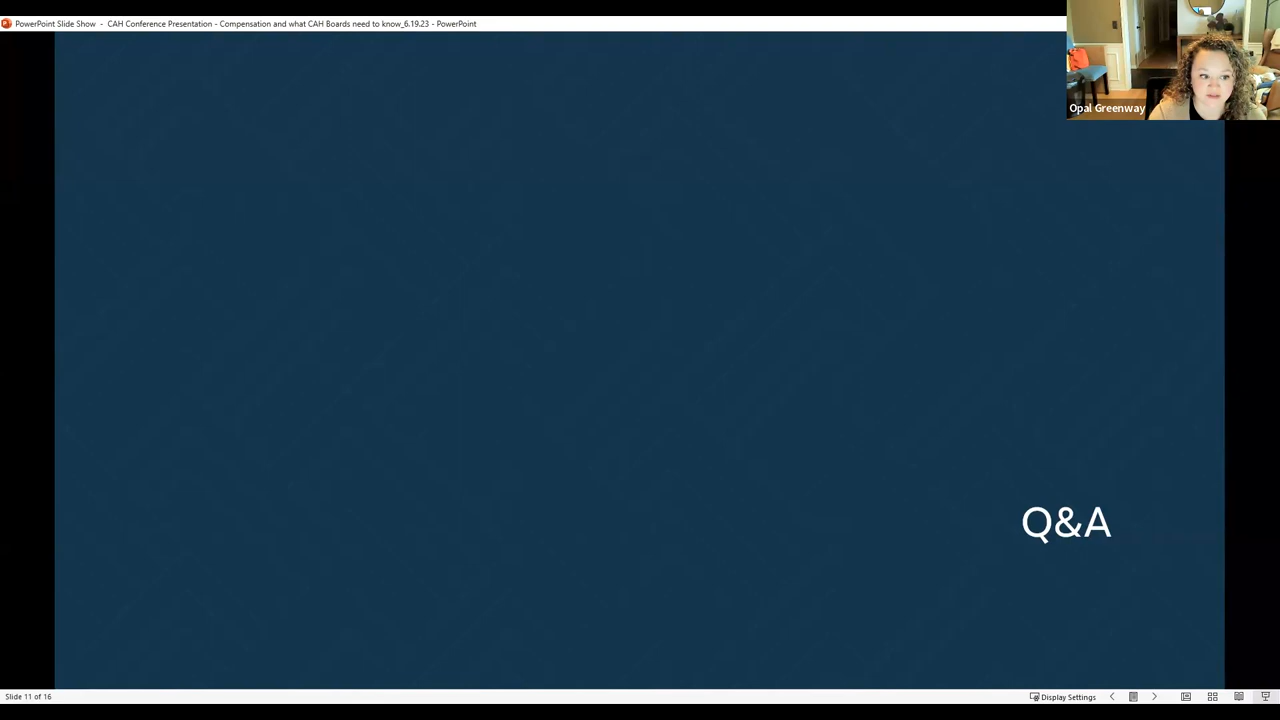 PowerPoint Slide Show - CAH Conference Presentation - Compensation and what CAH Boards need to know_6.19.23 - PowerPoint
Opal Greenway
Q&A
Slide 11 of 16
Display Settings